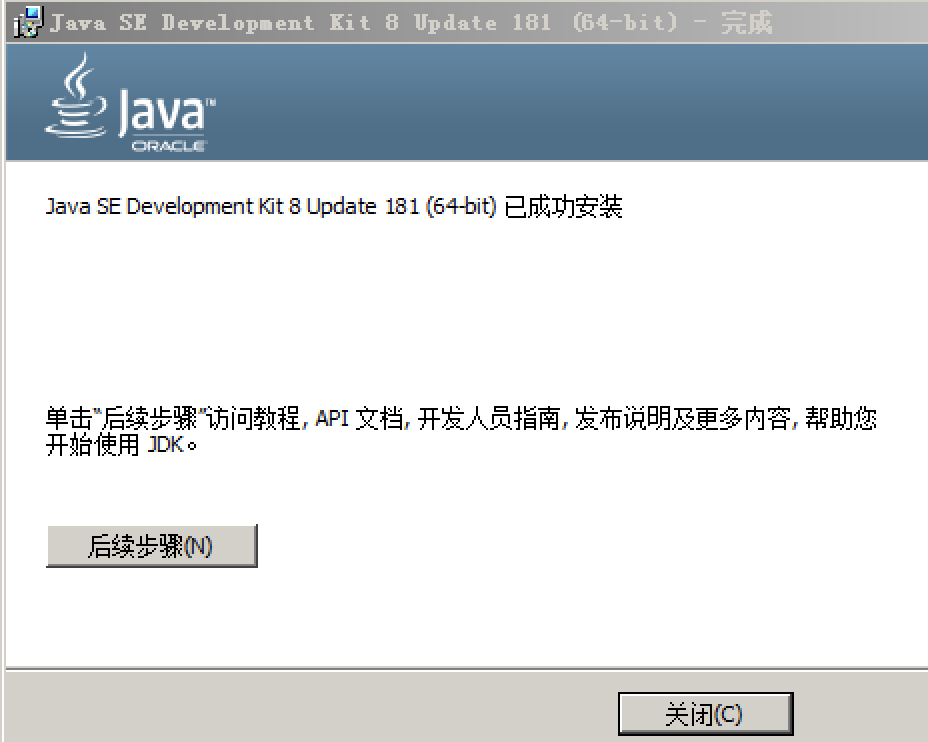 Java SE Development Kit 8 Update 181 (64-bit) - 完成
Java™
ORACLE
Java SE Development Kit 8 Update 181 (64-bit) 已成功安装
单击“后续步骤”访问教程, API 文档, 开发人员指南, 发布说明及更多内容, 帮助您
开始使用 JDK。
后续步骤(N)
关闭(C)